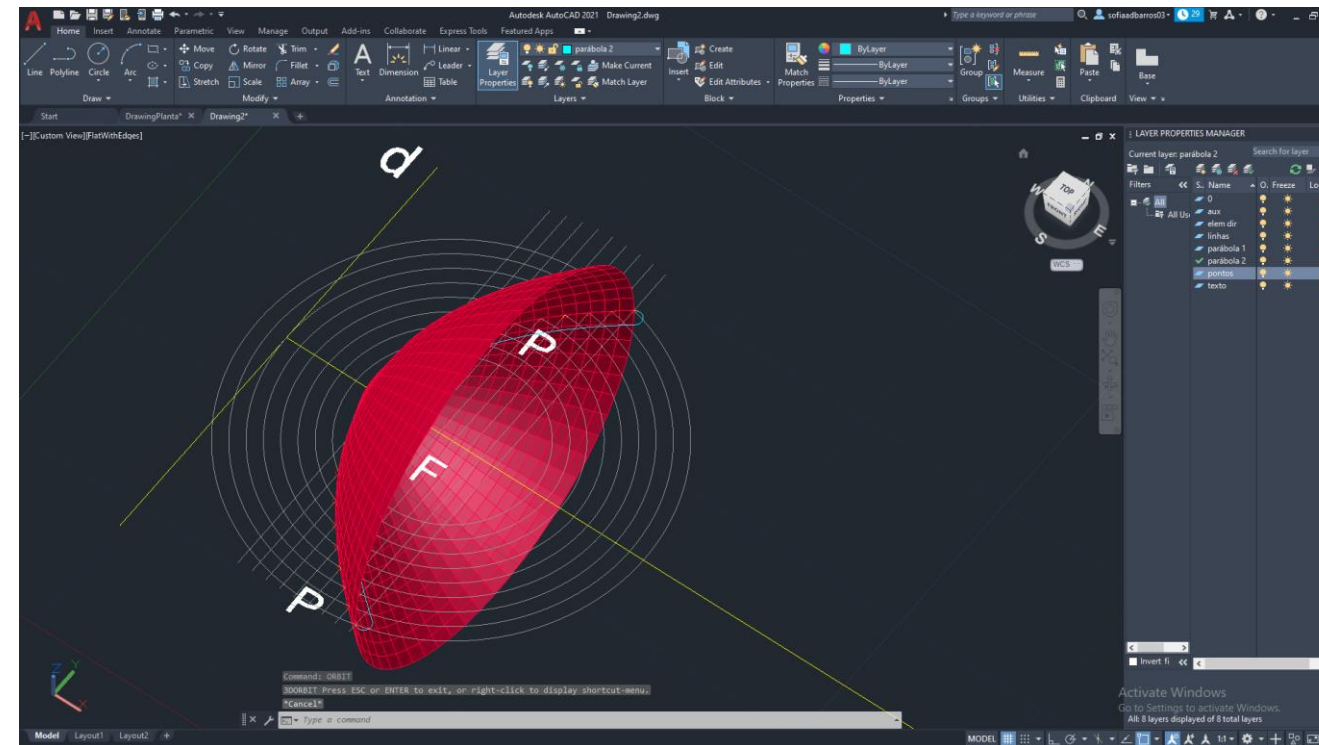 Autodesk AutoCAD 2021 Drawing2.dwg
Type a keyword or phrase
sofiaadbarros03
29
Home Insert Annotate Parametric View Manage Output Add-ins Collaborate Express Tools Featured Apps
Line Polyline Circle Arc
Move Rotate Trim
Copy Mirror Fillet
Stretch Scale Array
Text Dimension
Linear
Leader
Table
Layer Properties
parábola 2
Make Current
Match Layer
Insert
Create
Edit
Edit Attributes
Match Properties
ByLayer
ByLayer
ByLayer
Group
Measure
Paste
Base
1:1
Draw Modify Annotation Layers Block Properties Groups Utilities Clipboard View
Start DrawingPlanta* Drawing2*
[-][Custom View][FlatWithEdges]
d
P
F
P
TOP
FRONT
N
W
S
E
WCS
LAYER PROPERTIES MANAGER
Current layer: parábola 2
Search for layer
Filters
All
All Us
S.. Name O. Freeze Lo
0
aux
elem dir
linhas
parábola 1
parábola 2
pontos
texto
Invert fi
Activate Windows
Go to Settings to activate Windows.
All: 8 layers displayed of 8 total layers
Z Y
X
Command: ORBIT
3DORBIT Press ESC or ENTER to exit, or right-click to display shortcut-menu.
*Cancel*
Type a command
Model Layout1 Layout2 +
MODEL